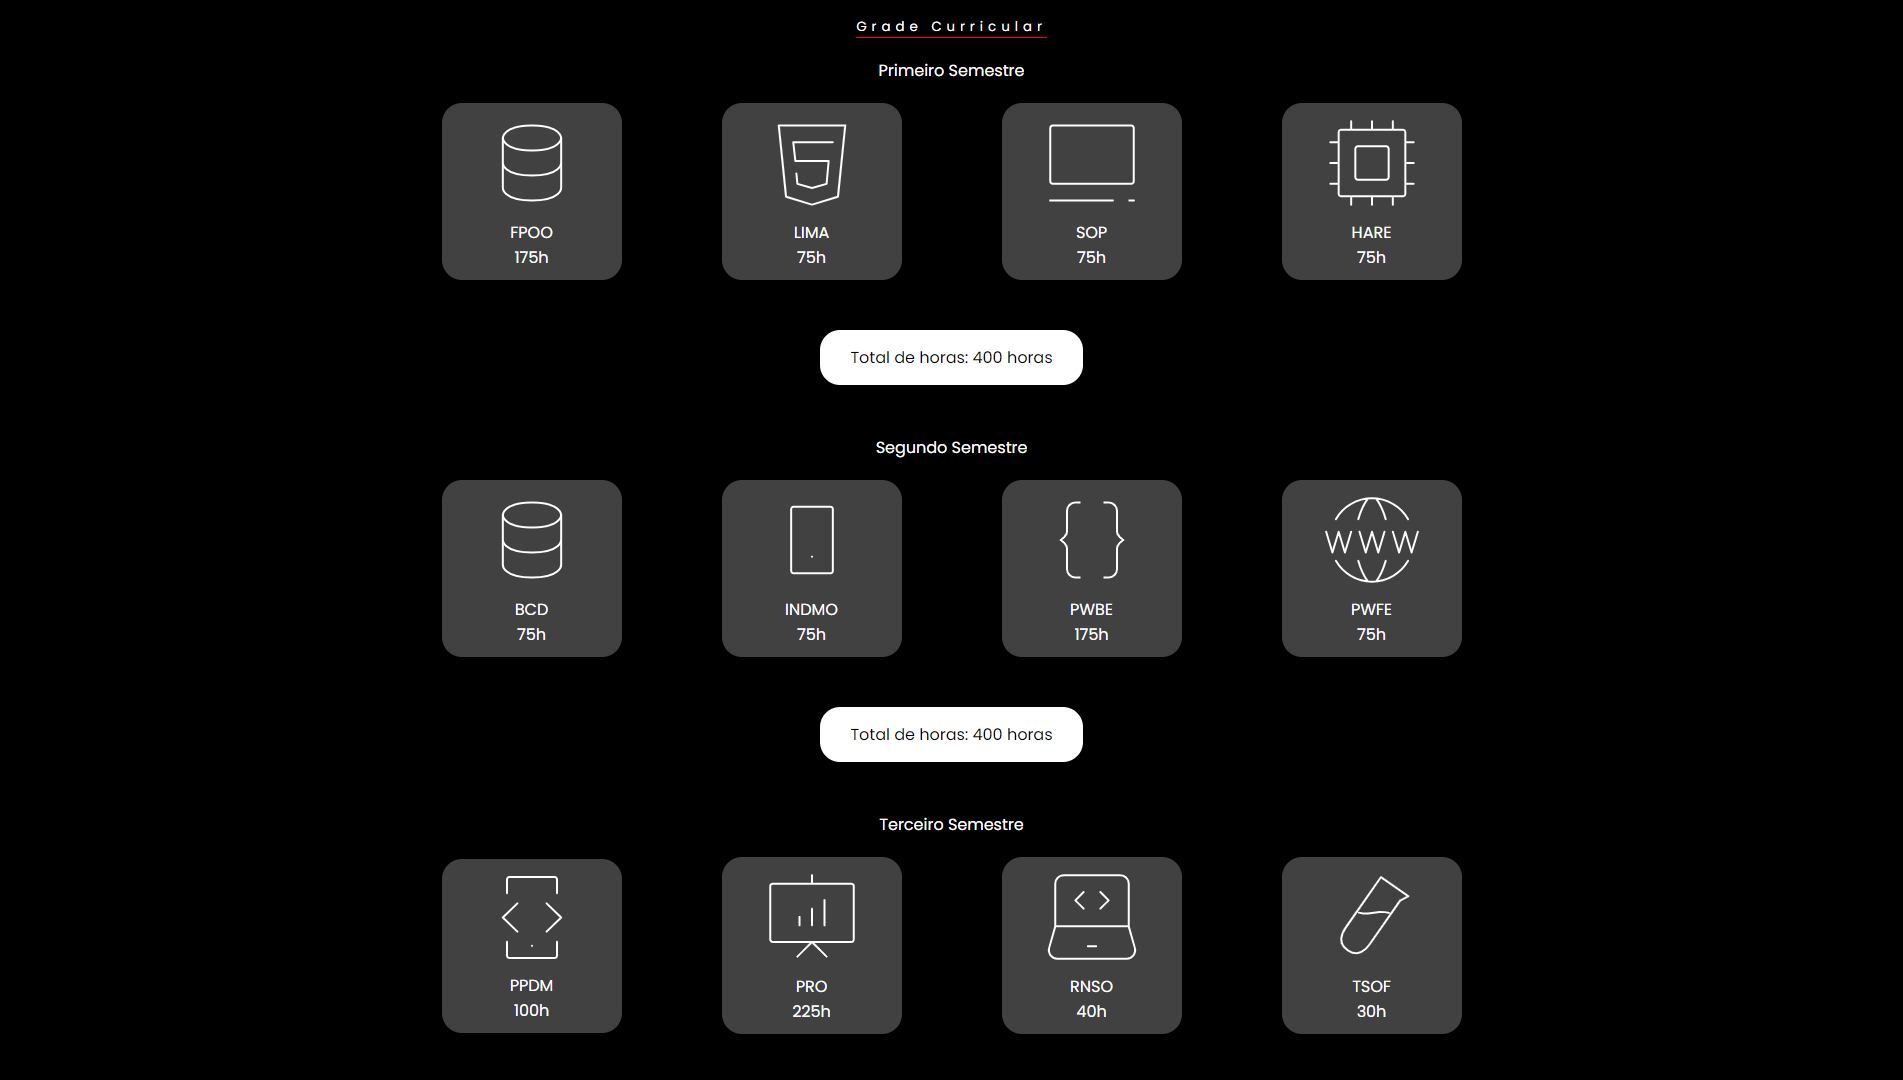 Grade Curricular
Primeiro Semestre
FPOO
175h
LIMA
75h
SOP
75h
HARE
75h
Total de horas: 400 horas
Segundo Semestre
BCD
75h
INDMO
75h
PWBE
175h
WWW
PWFE
75h
Total de horas: 400 horas
Terceiro Semestre
PPDM
100h
PRO
225h
RNSO
40h
TSOF
30h